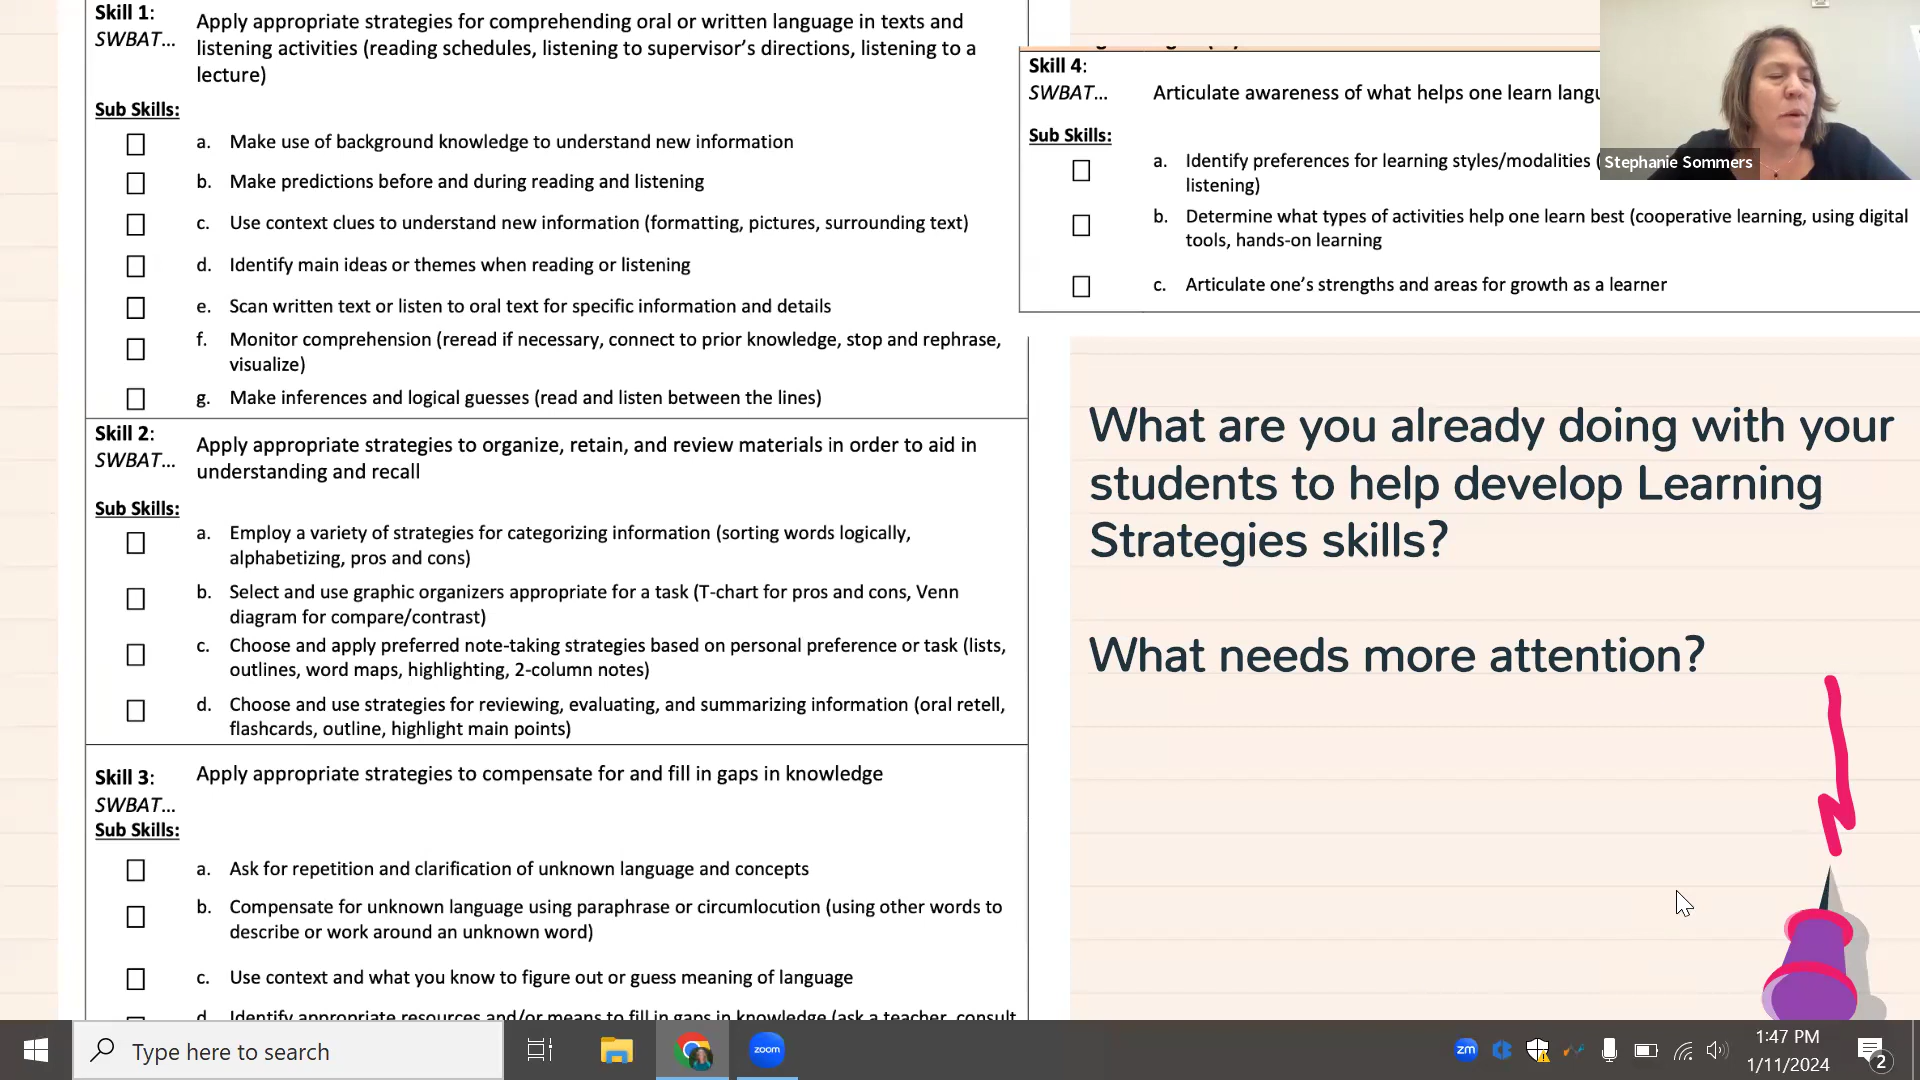 Skill 1:
SWBAT...
Apply appropriate strategies for comprehending oral or written language in texts and
listening activities (reading schedules, listening to supervisor’s directions, listening to a
lecture)
Sub Skills:
a. Make use of background knowledge to understand new information
b. Make predictions before and during reading and listening
c. Use context clues to understand new information (formatting, pictures, surrounding text)
d. Identify main ideas or themes when reading or listening
e. Scan written text or listen to oral text for specific information and details
f. Monitor comprehension (reread if necessary, connect to prior knowledge, stop and rephrase,
visualize)
g. Make inferences and logical guesses (read and listen between the lines)
Skill 2:
SWBAT...
Apply appropriate strategies to organize, retain, and review materials in order to aid in
understanding and recall
Sub Skills:
a. Employ a variety of strategies for categorizing information (sorting words logically,
alphabetizing, pros and cons)
b. Select and use graphic organizers appropriate for a task (T-chart for pros and cons, Venn
diagram for compare/contrast)
c. Choose and apply preferred note-taking strategies based on personal preference or task (lists,
outlines, word maps, highlighting, 2-column notes)
d. Choose and use strategies for reviewing, evaluating, and summarizing information (oral retell,
flashcards, outline, highlight main points)
Skill 3:
SWBAT...
Apply appropriate strategies to compensate for and fill in gaps in knowledge
Sub Skills:
a. Ask for repetition and clarification of unknown language and concepts
b. Compensate for unknown language using paraphrase or circumlocution (using other words to
describe or work around an unknown word)
c. Use context and what you know to figure out or guess meaning of language
d. Identify appropriate resources and/or means to fill in gaps in knowledge (ask a teacher, consult
Skill 4:
SWBAT...
Articulate awareness of what helps one learn
Sub Skills:
a. Identify preferences for learning styles/modalities (
listening)
b. Determine what types of activities help one learn best (cooperative learning, using digital
tools, hands-on learning
c. Articulate one’s strengths and areas for growth as a learner
Stephanie Sommers
What are you already doing with your
students to help develop Learning
Strategies skills?
What needs more attention?
Type here to search
zoom
zm
1:47 PM
1/11/2024
2